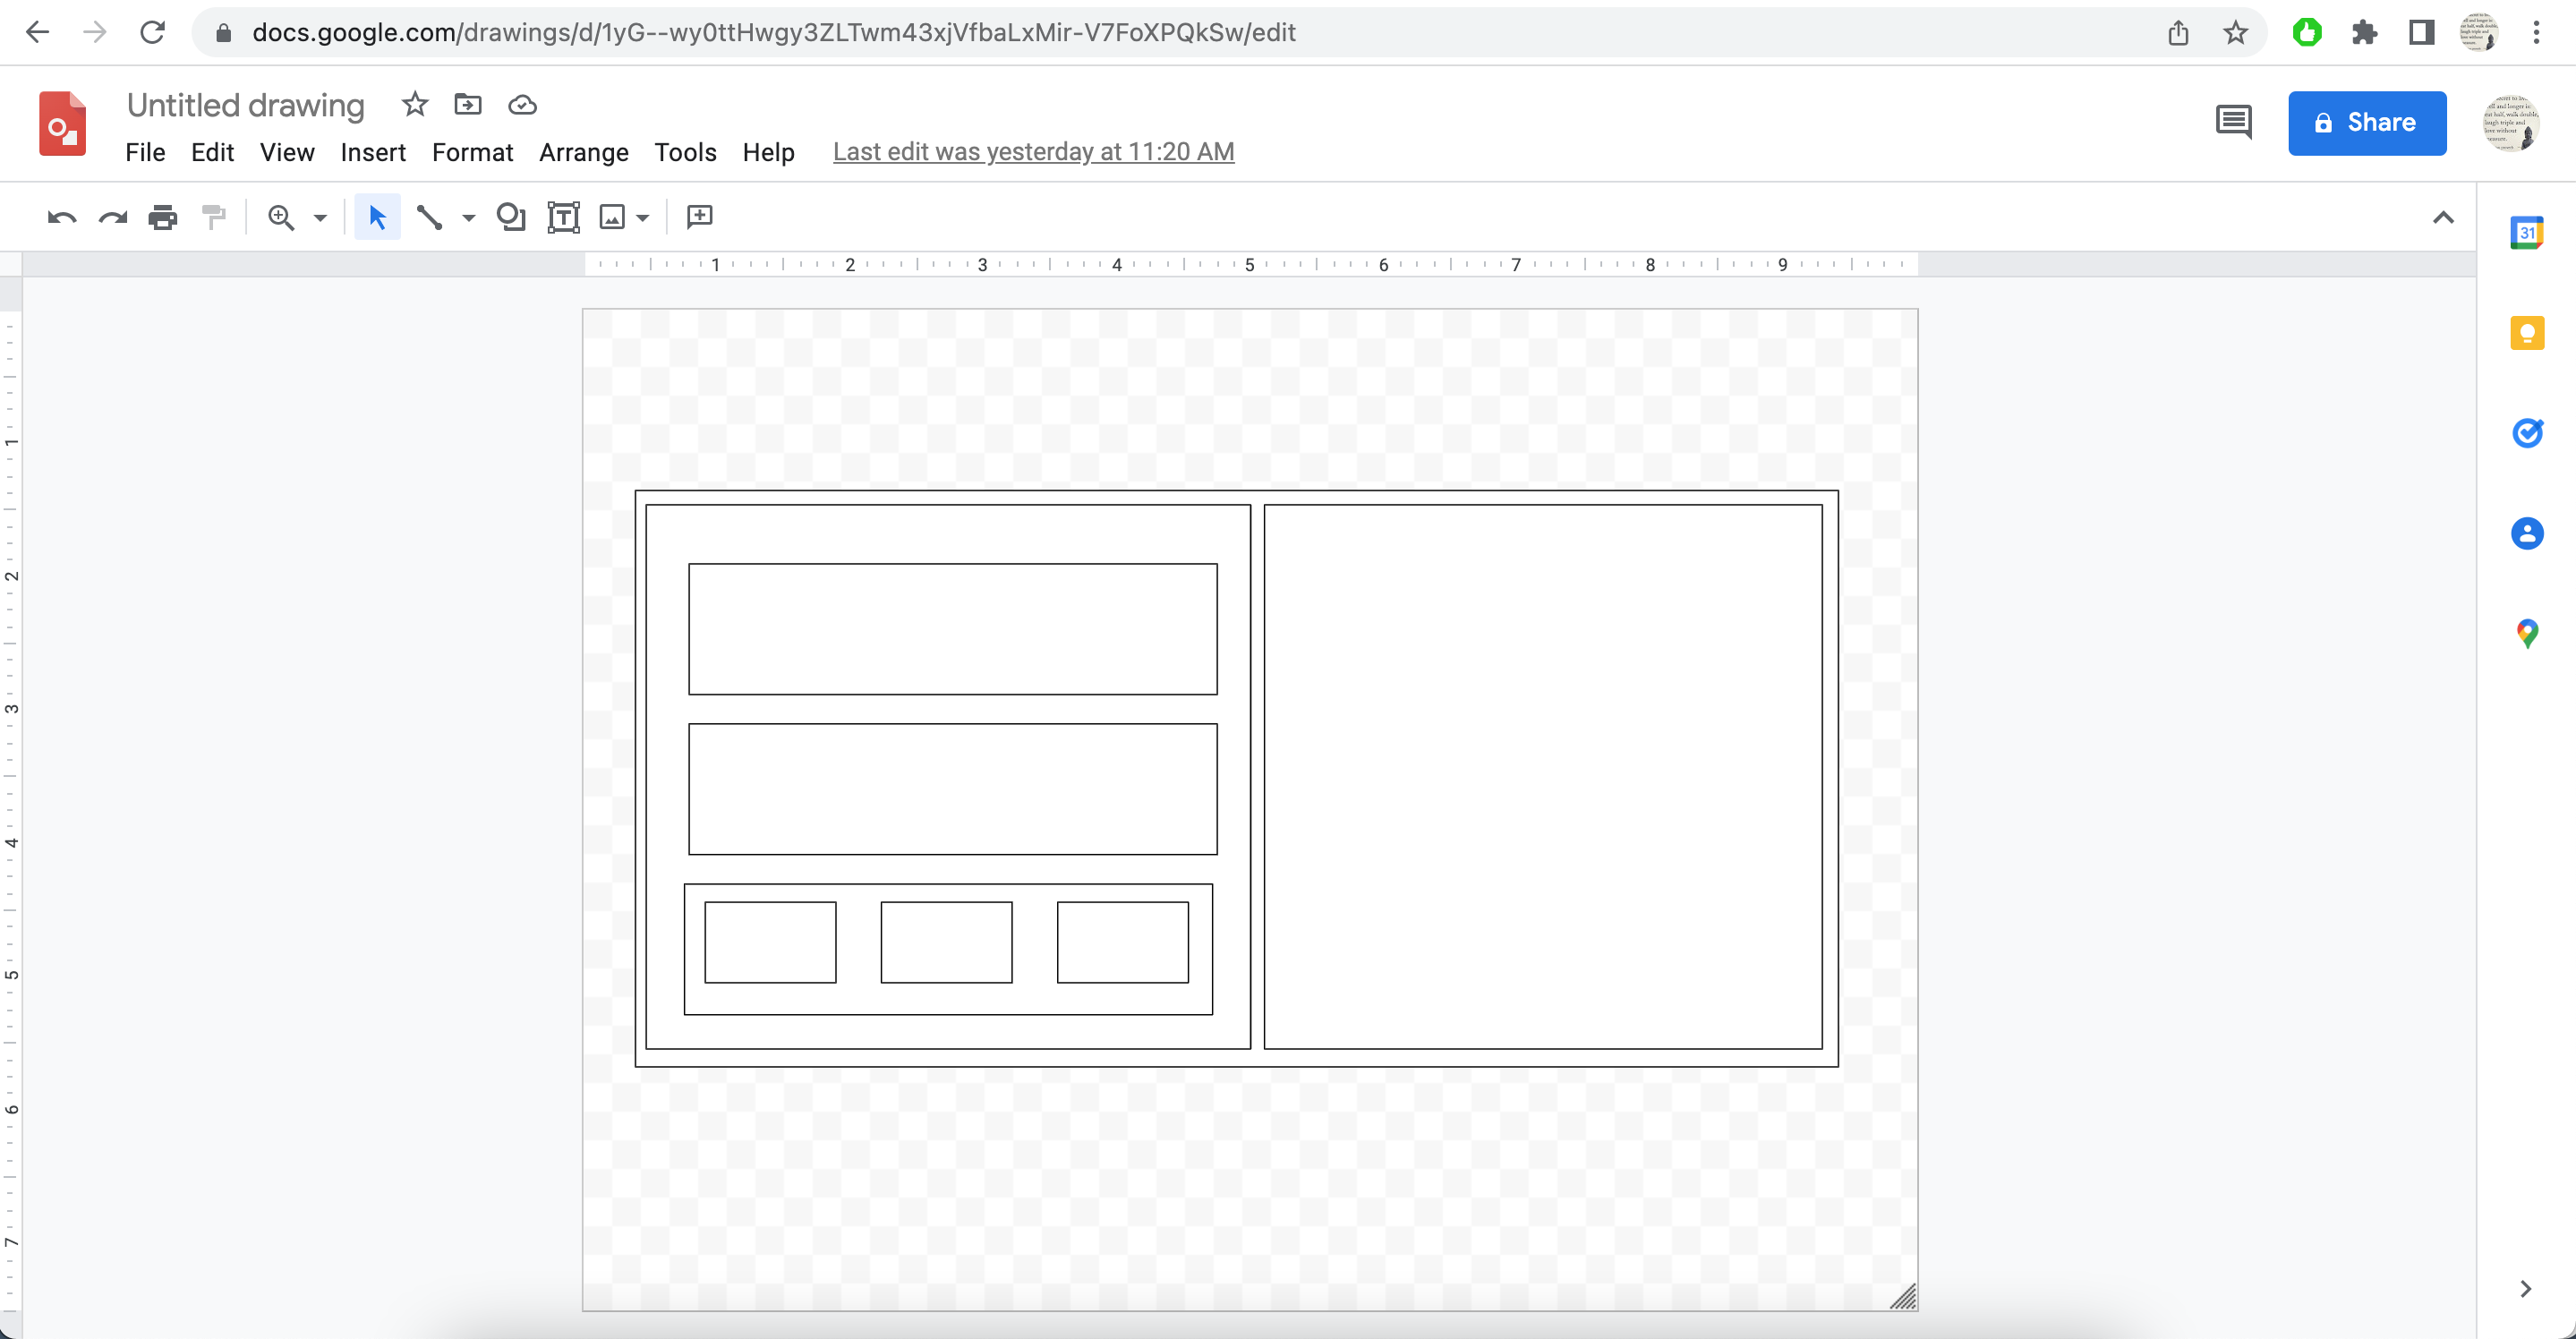 docs.google.com/drawings/d/1yG--wy0ttHwgy3ZLTwm43xjVfbaLxMir-V7FoXPQkSw/edit
Untitled drawing
File Edit View Insert Format Arrange Tools Help Last edit was yesterday at 11:20 AM
Share
31
1 2 3 4 5 6 7 8 9
1
2
3
4
5
6
7